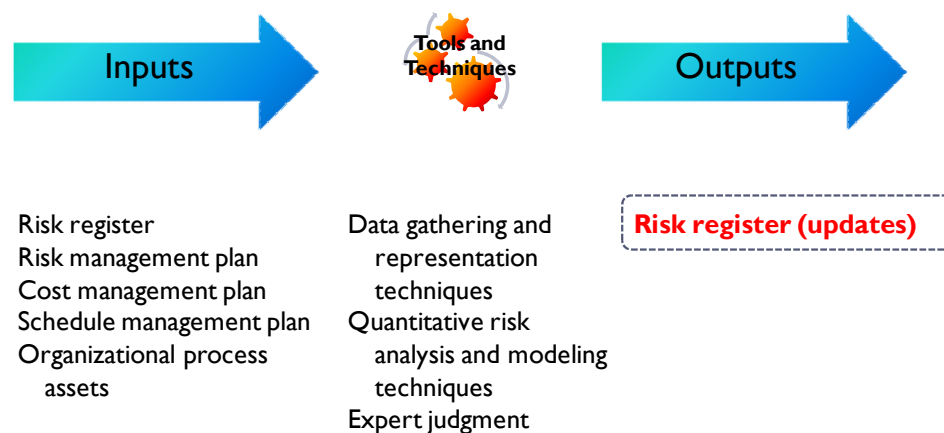 Inputs
Tools and
Techniques
Outputs
Risk register
Risk management plan
Cost management plan
Schedule management plan
Organizational process
assets
Data gathering and
representation
techniques
Quantitative risk
analysis and modeling
techniques
Expert judgment
Risk register (updates)